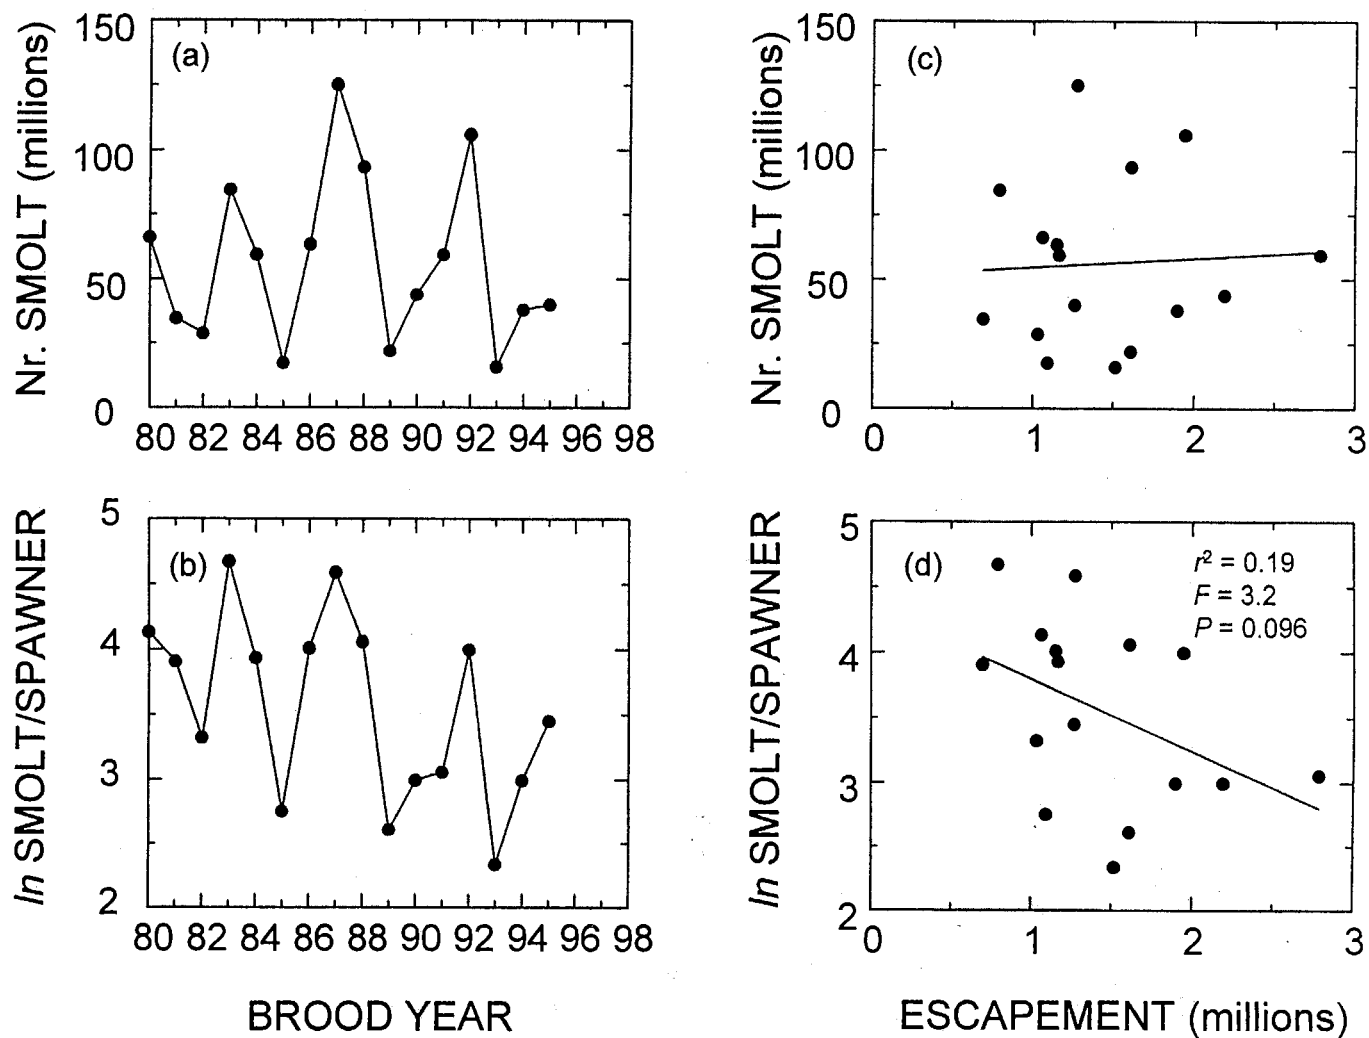 (a)
Nr. SMOLT (millions)
150
100
50
0
80 82 84 86 88 90 92 94 96 98
(c)
Nr. SMOLT (millions)
150
100
50
0
0 1 2 3
(b)
ln SMOLT/SPAWNER
5
4
3
2
80 82 84 86 88 90 92 94 96 98
BROOD YEAR
(d)
r² = 0.19
F = 3.2
P = 0.096
ln SMOLT/SPAWNER
5
4
3
2
0 1 2 3
ESCAPEMENT (millions)